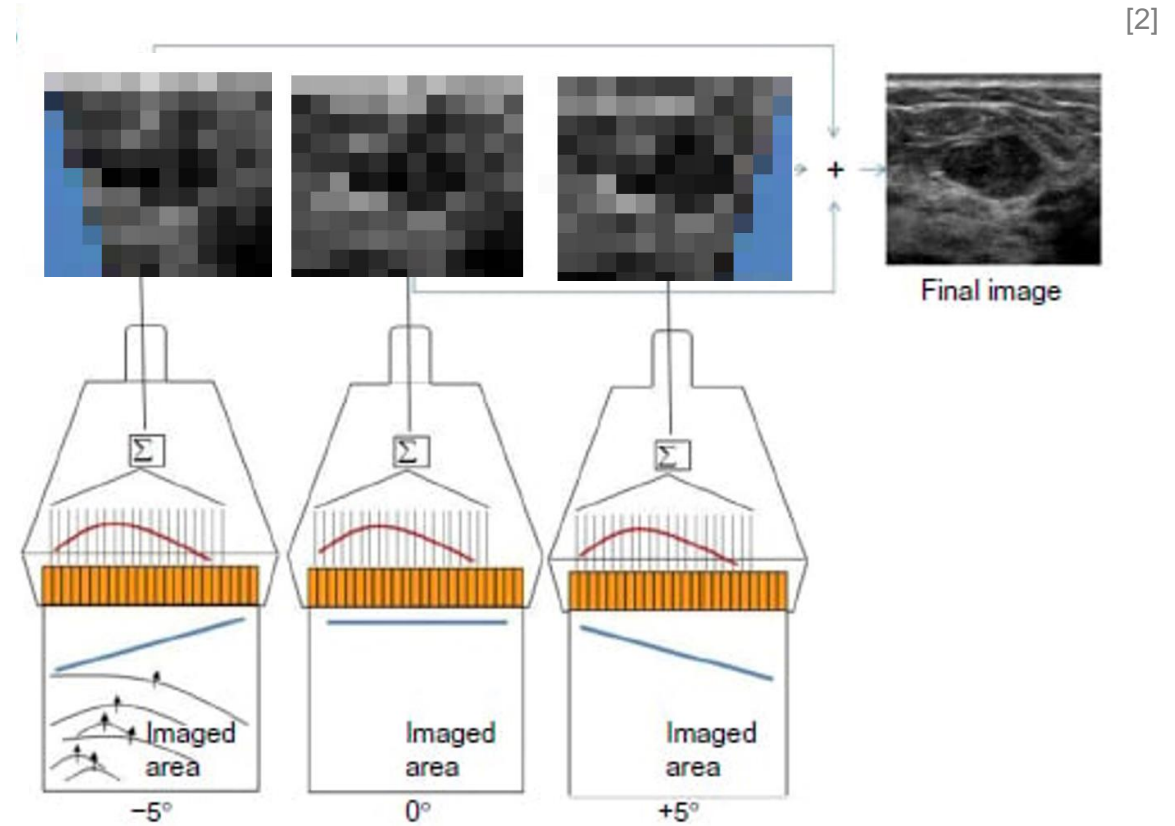 [2]
+
Final image
Σ
Σ
Σ
Imaged
area
Imaged
area
Imaged
area
−5°
0°
+5°